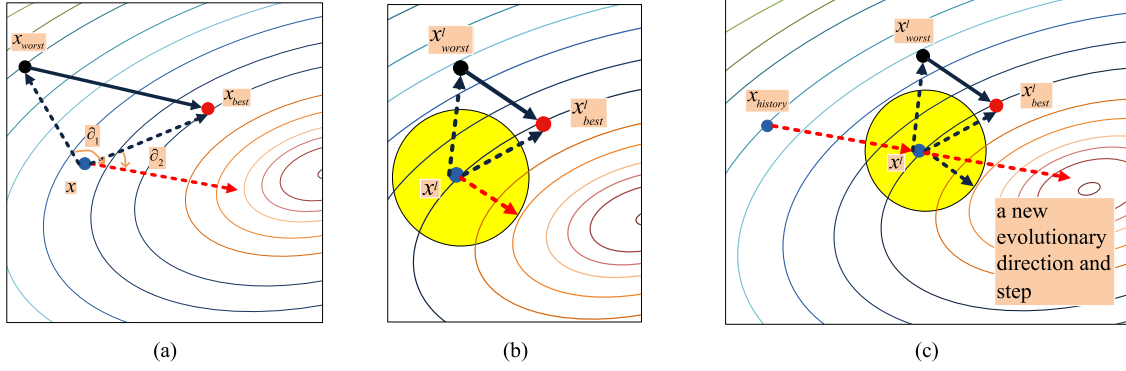 x_worst
x_best
∂_1
∂_2
x
(a)
x^l_worst
x^l_best
x^l
(b)
x^l_worst
x_history
x^l_best
x^l
a new
evolutionary
direction and
step
(c)